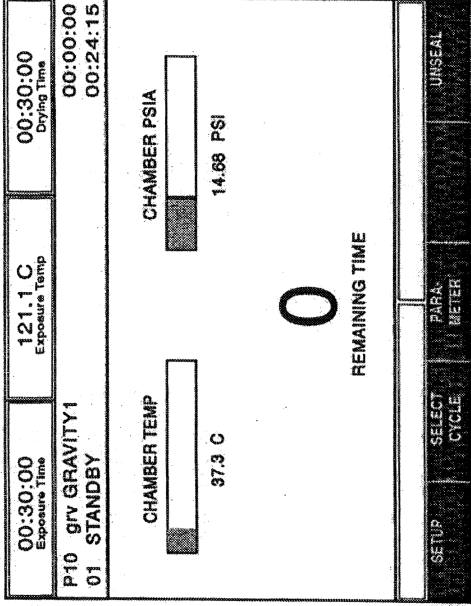 00:30:00 121.1 C 00:30:00
Exposure Time Exposure Temp Drying Time
P10 grv GRAVITY1 00:00:00
01 STANDBY 00:24:15
CHAMBER TEMP CHAMBER PSIA
37.3 C 14.68 PSI
0
REMAINING TIME
SETUP SELECT CYCLE PARA- METER UNSEAL